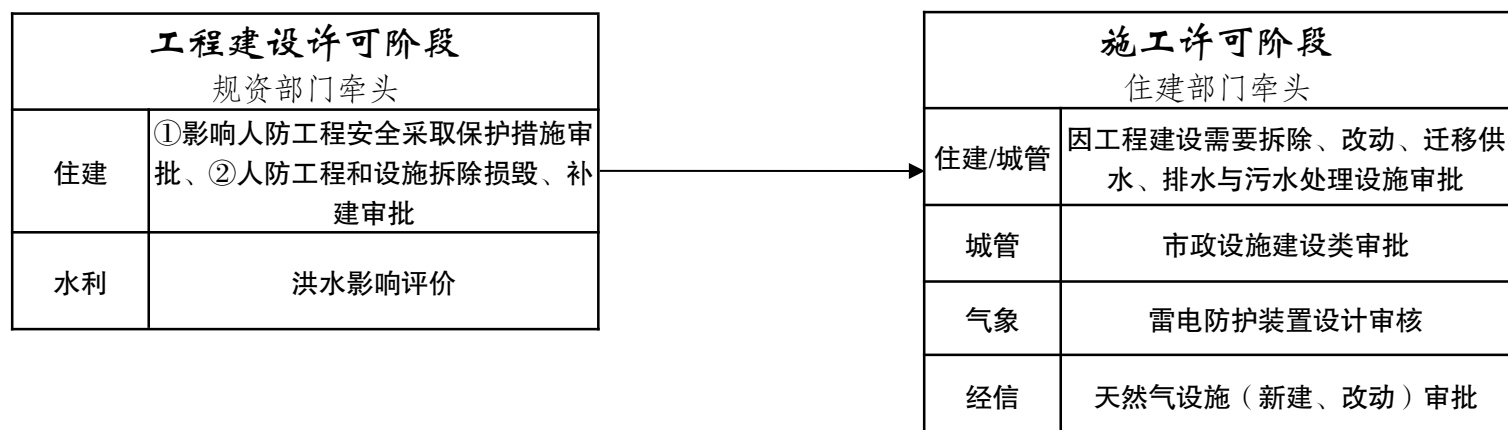 工程建设许可阶段
规资部门牵头
住建
①影响人防工程安全采取保护措施审
批、②人防工程和设施拆除损毁、补
建审批
水利
洪水影响评价
施工许可阶段
住建部门牵头
住建/城管
因工程建设需要拆除、改动、迁移供
水、排水与污水处理设施审批
城管
市政设施建设类审批
气象
雷电防护装置设计审核
经信
天然气设施（新建、改动）审批